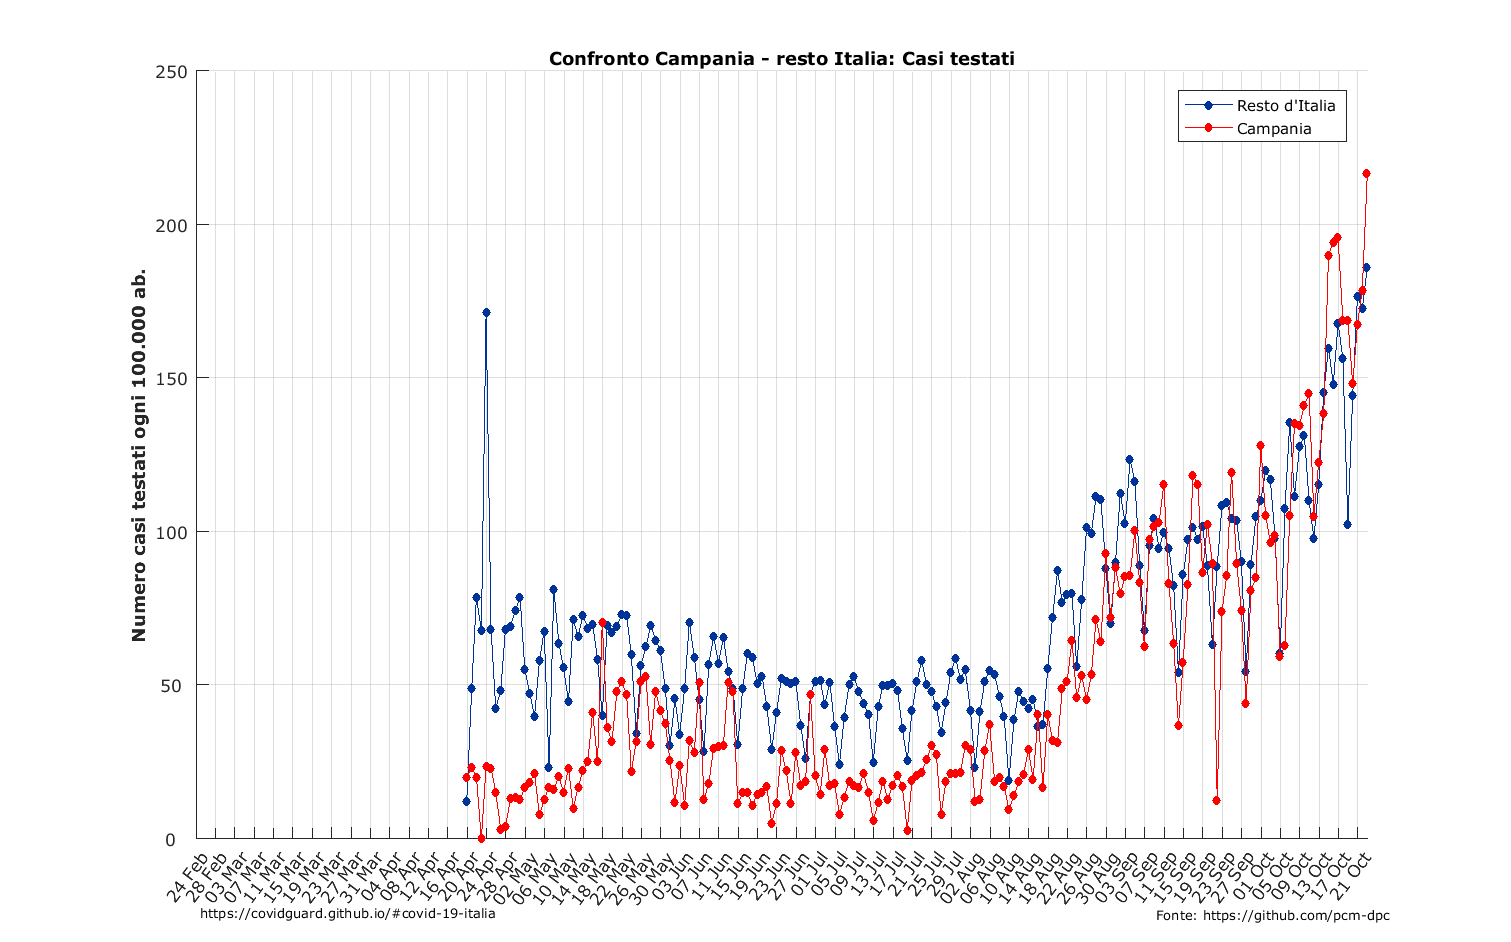 Confronto Campania - resto Italia: Casi testati
Resto d'Italia
Campania
Numero casi testati ogni 100.000 ab.
250
200
150
100
50
0
24 Feb
28 Feb
03 Mar
07 Mar
11 Mar
15 Mar
19 Mar
23 Mar
27 Mar
31 Mar
04 Apr
08 Apr
12 Apr
16 Apr
20 Apr
24 Apr
28 Apr
02 May
06 May
10 May
14 May
18 May
22 May
26 May
30 May
03 Jun
07 Jun
11 Jun
15 Jun
19 Jun
23 Jun
27 Jun
01 Jul
05 Jul
09 Jul
13 Jul
17 Jul
21 Jul
25 Jul
29 Jul
02 Aug
06 Aug
10 Aug
14 Aug
18 Aug
22 Aug
26 Aug
30 Aug
03 Sep
07 Sep
11 Sep
15 Sep
19 Sep
23 Sep
27 Sep
01 Oct
05 Oct
09 Oct
13 Oct
17 Oct
21 Oct
https://covidguard.github.io/#covid-19-italia
Fonte: https://github.com/pcm-dpc